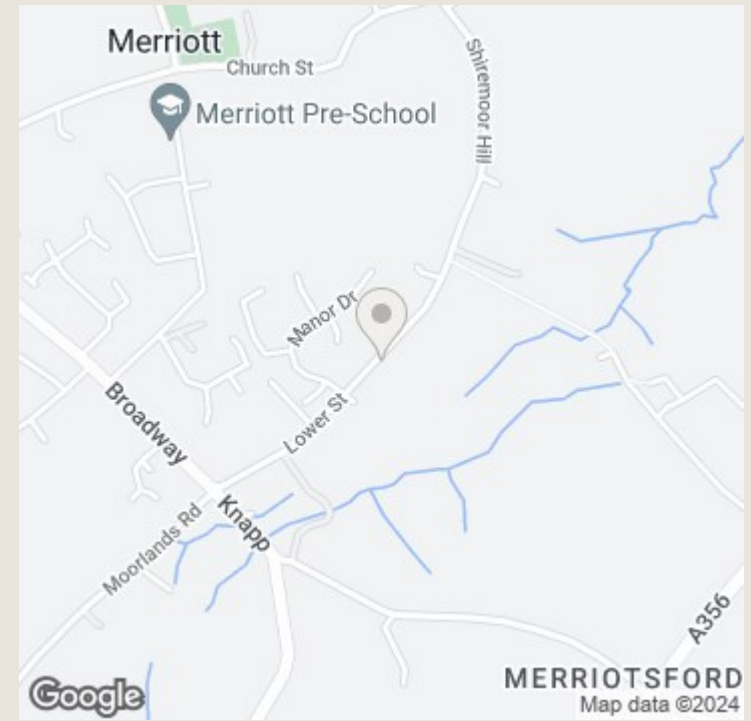 Merriott
Church St
Shiremoor Hill
Merriott Pre-School
Manor Dr
Broadway
Lower St
Knapp
Moorlands Rd
A356
MERRIOTSFORD
Google
Map data ©2024